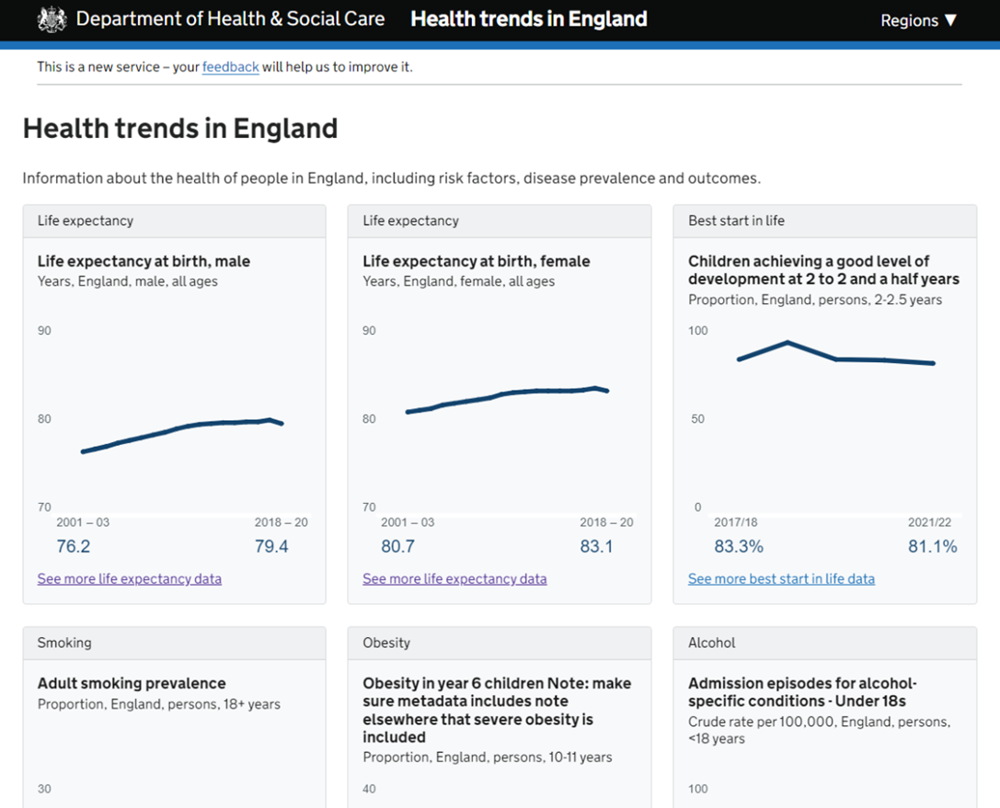 Department of Health & Social Care Health trends in England Regions ▼
This is a new service – your feedback will help us to improve it.
Health trends in England
Information about the health of people in England, including risk factors, disease prevalence and outcomes.
Life expectancy
Life expectancy at birth, male
Years, England, male, all ages
90
80
70
2001 – 03 2018 – 20
76.2 79.4
See more life expectancy data
Life expectancy
Life expectancy at birth, female
Years, England, female, all ages
90
80
70
2001 – 03 2018 – 20
80.7 83.1
See more life expectancy data
Best start in life
Children achieving a good level of
development at 2 to 2 and a half years
Proportion, England, persons, 2-2.5 years
100
50
0
2017/18 2021/22
83.3% 81.1%
See more best start in life data
Smoking
Adult smoking prevalence
Proportion, England, persons, 18+ years
30
Obesity
Obesity in year 6 children Note: make
sure metadata includes note
elsewhere that severe obesity is
included
Proportion, England, persons, 10-11 years
40
Alcohol
Admission episodes for alcohol-
specific conditions - Under 18s
Crude rate per 100,000, England, persons,
<18 years
100